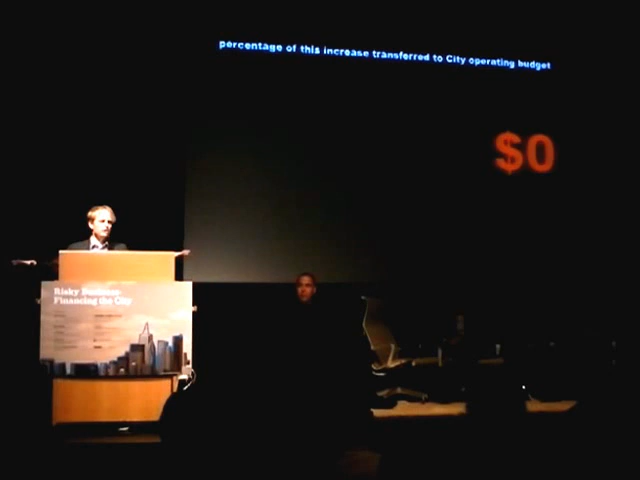 percentage of this increase transferred to City operating budget
$0
Risky Business:
Financing the City